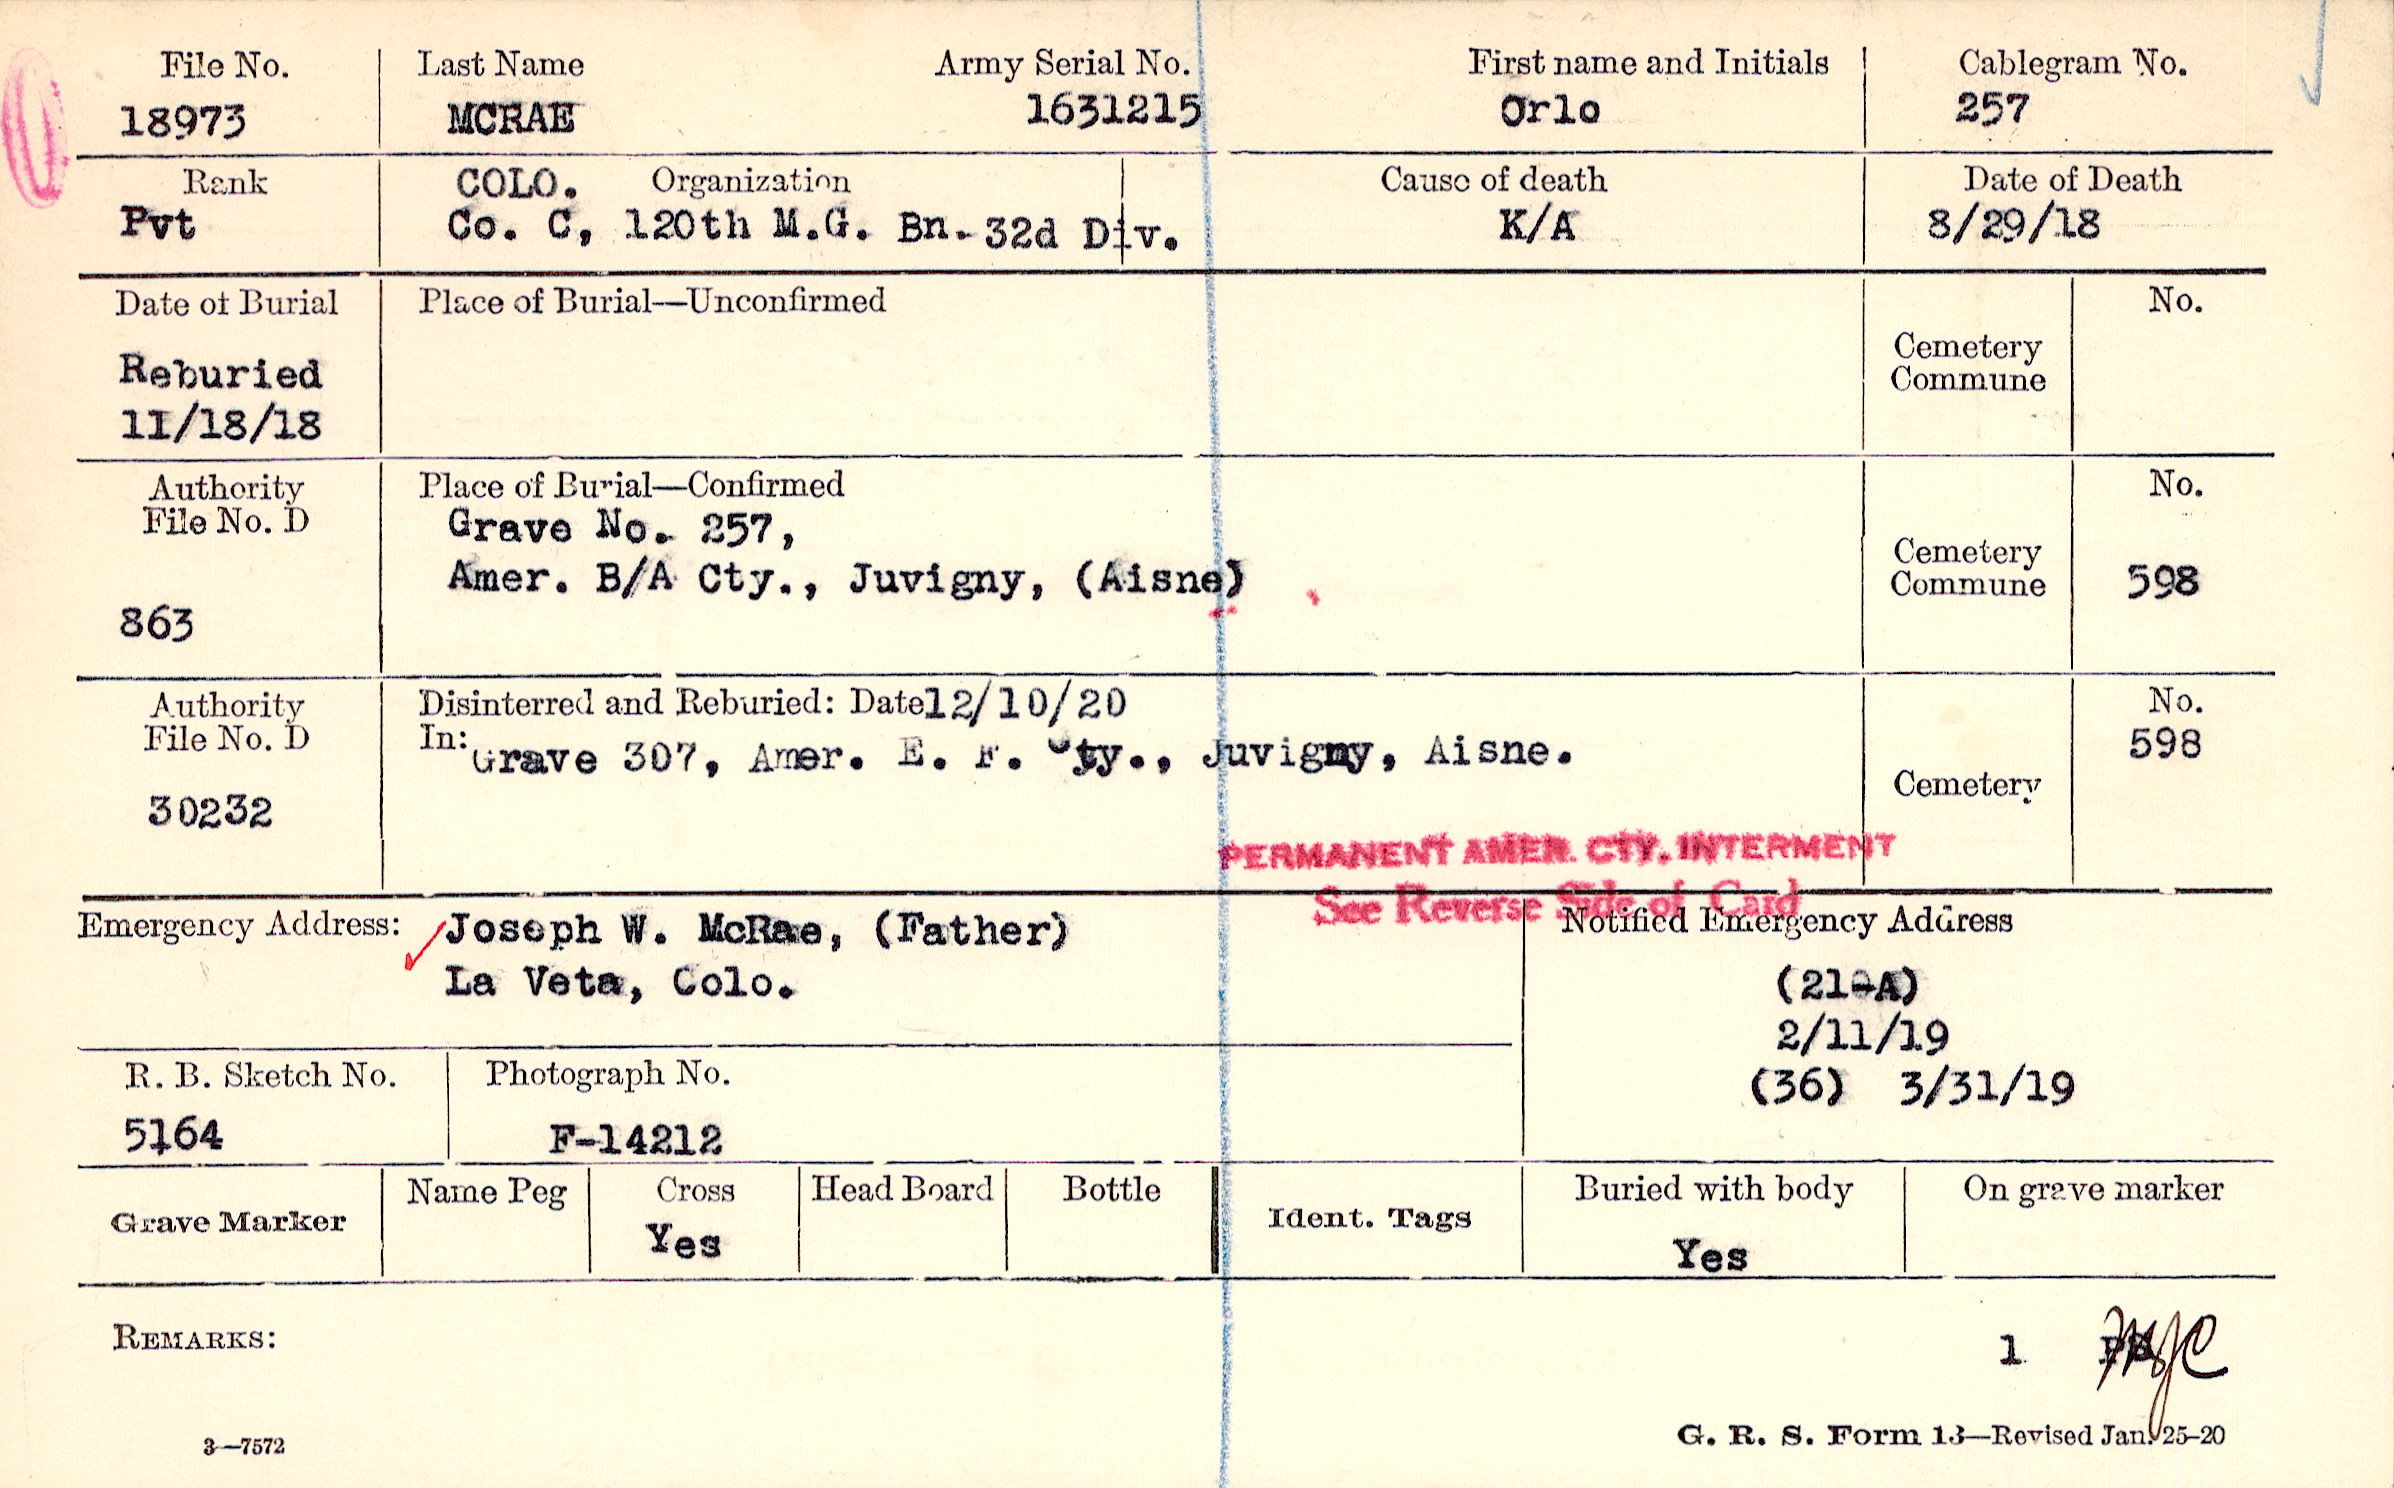 File No. Last Name Army Serial No. First name and Initials Cablegram No.
18973 MCRAE 1631215 Orlo 257
Rank COLO. Organization Cause of death Date of Death
Pvt Co. C, 120th M.G. Bn. 32d Div. K/A 8/29/18
Date of Burial Place of Burial—Unconfirmed No.
Cemetery
Commune
Reburied
11/18/18
Authority Place of Burial—Confirmed No.
File No. D Grave No. 257,
Amer. B/A Cty., Juvigny, (Aisne) Cemetery
Commune 598
863
Authority Disinterred and Reburied: Date 12/10/20 No.
File No. D In: Grave 307, Amer. E. F. Cty., Juvigny, Aisne. 598
Cemetery
30232
PERMANENT AMER. CTY. INTERMENT
See Reverse Side of Card
Emergency Address: Joseph W. McRae, (Father) Notified Emergency Address
La Veta, Colo. (21-A)
2/11/19
(36) 3/31/19
R. B. Sketch No. Photograph No.
5164 F-14212
Grave Marker Name Peg Cross Head Board Bottle Ident. Tags Buried with body On grave marker
Yes Yes
REMARKS: 1
3—7572 G. R. S. Form 13—Revised Jan. 25-20